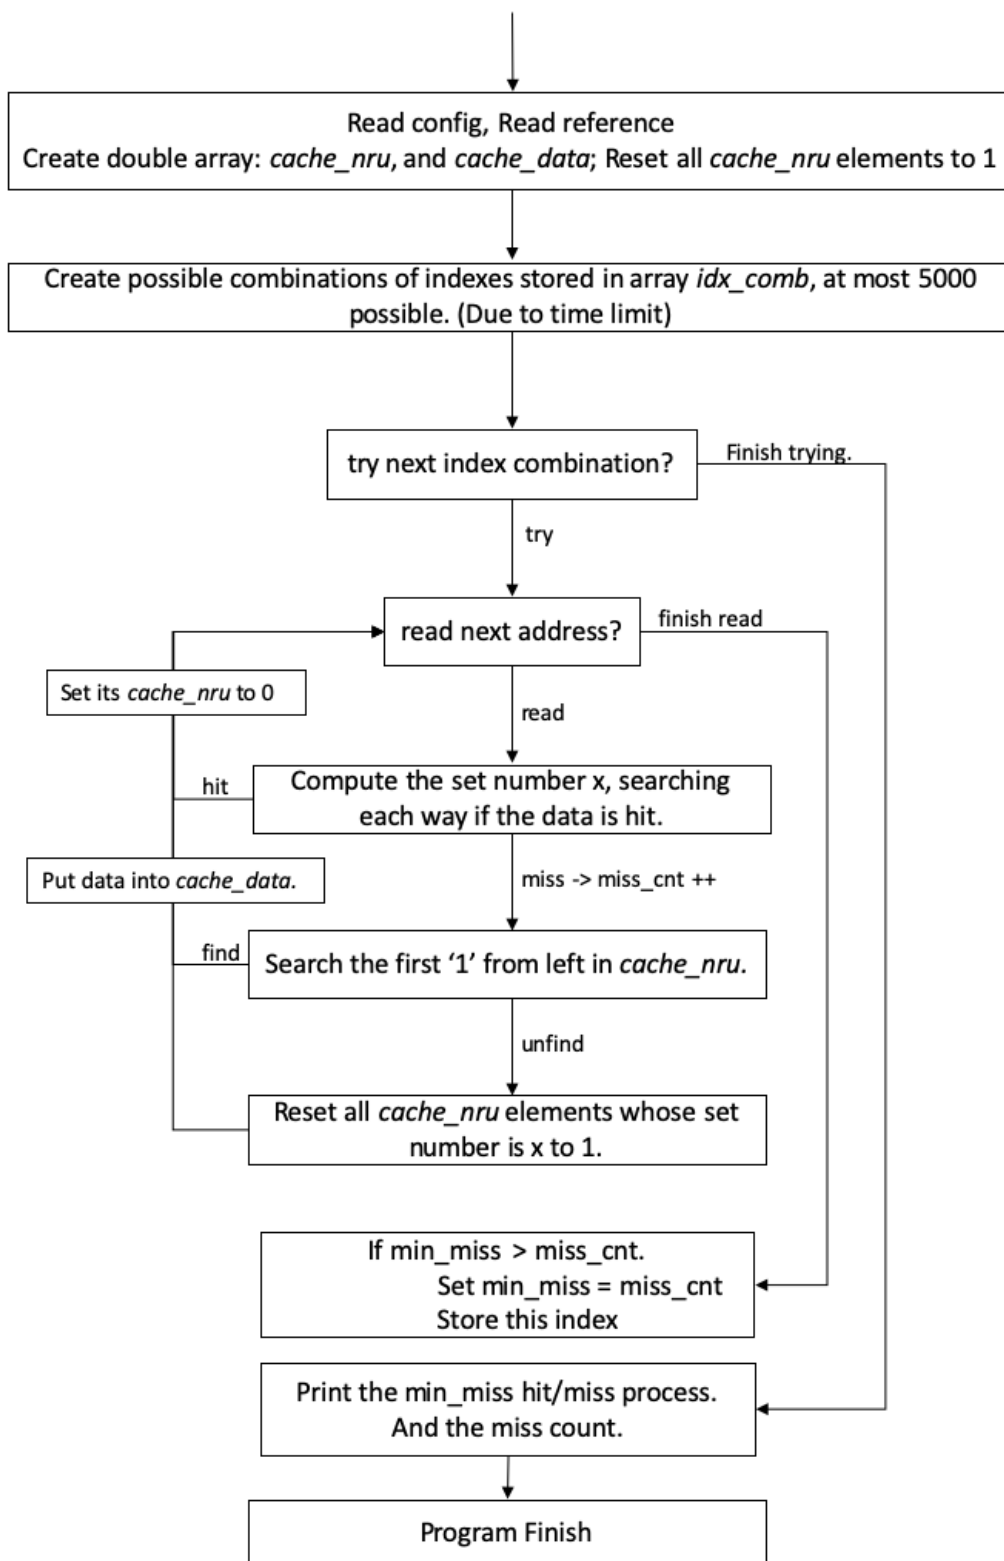 Read config, Read reference
Create double array: cache_nru, and cache_data; Reset all cache_nru elements to 1
Create possible combinations of indexes stored in array idx_comb, at most 5000
possible. (Due to time limit)
try next index combination?
Finish trying.
try
read next address?
finish read
Set its cache_nru to 0
read
hit
Compute the set number x, searching
each way if the data is hit.
Put data into cache_data.
miss -> miss_cnt ++
find
Search the first ‘1’ from left in cache_nru.
unfind
Reset all cache_nru elements whose set
number is x to 1.
If min_miss > miss_cnt.
Set min_miss = miss_cnt
Store this index
Print the min_miss hit/miss process.
And the miss count.
Program Finish